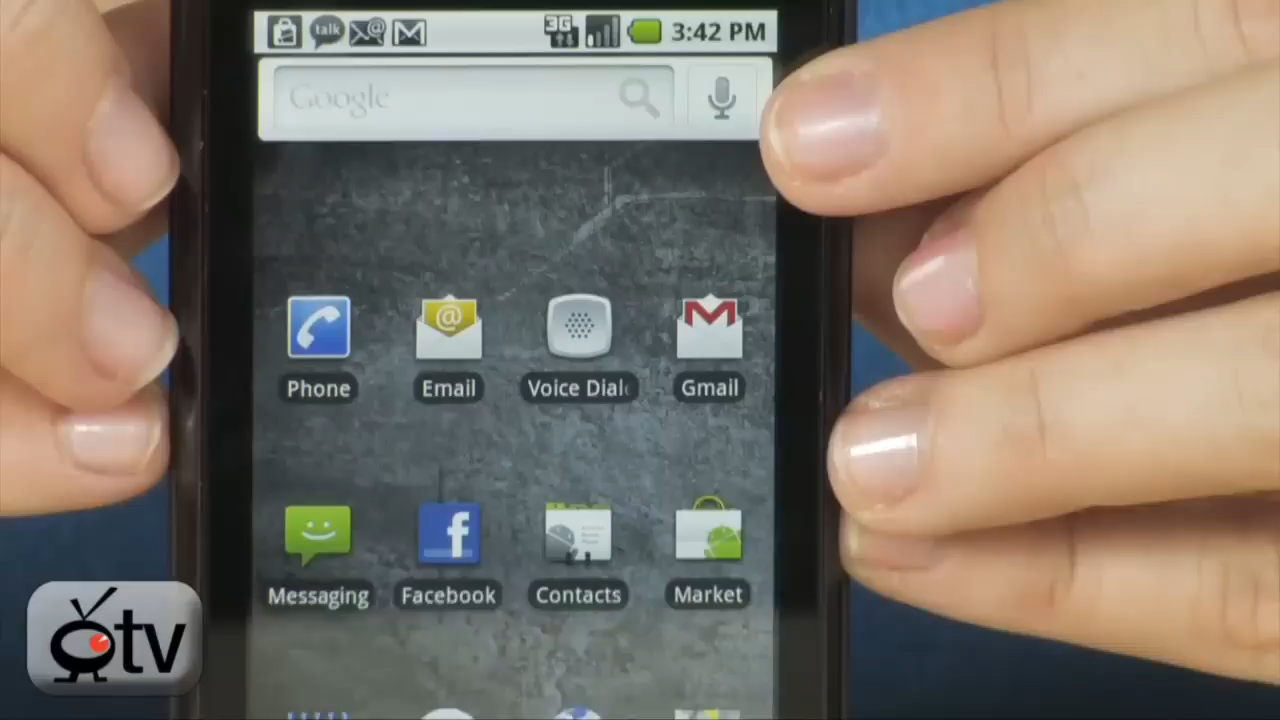 talk 3G 3:42 PM
Google
Phone Email Voice Dial Gmail
Messaging Facebook Contacts Market
tv